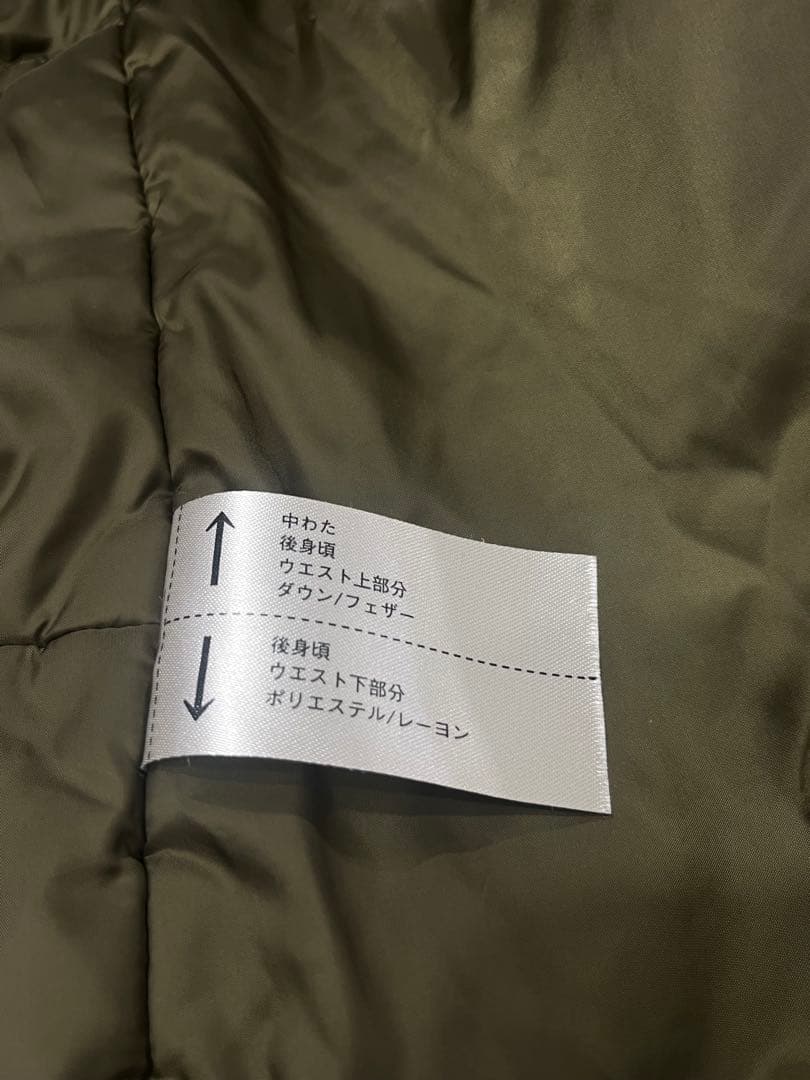 中わた
後身頃
ウエスト上部分
ダウン/フェザー
後身頃
ウエスト下部分
ポリエステル/レーヨン